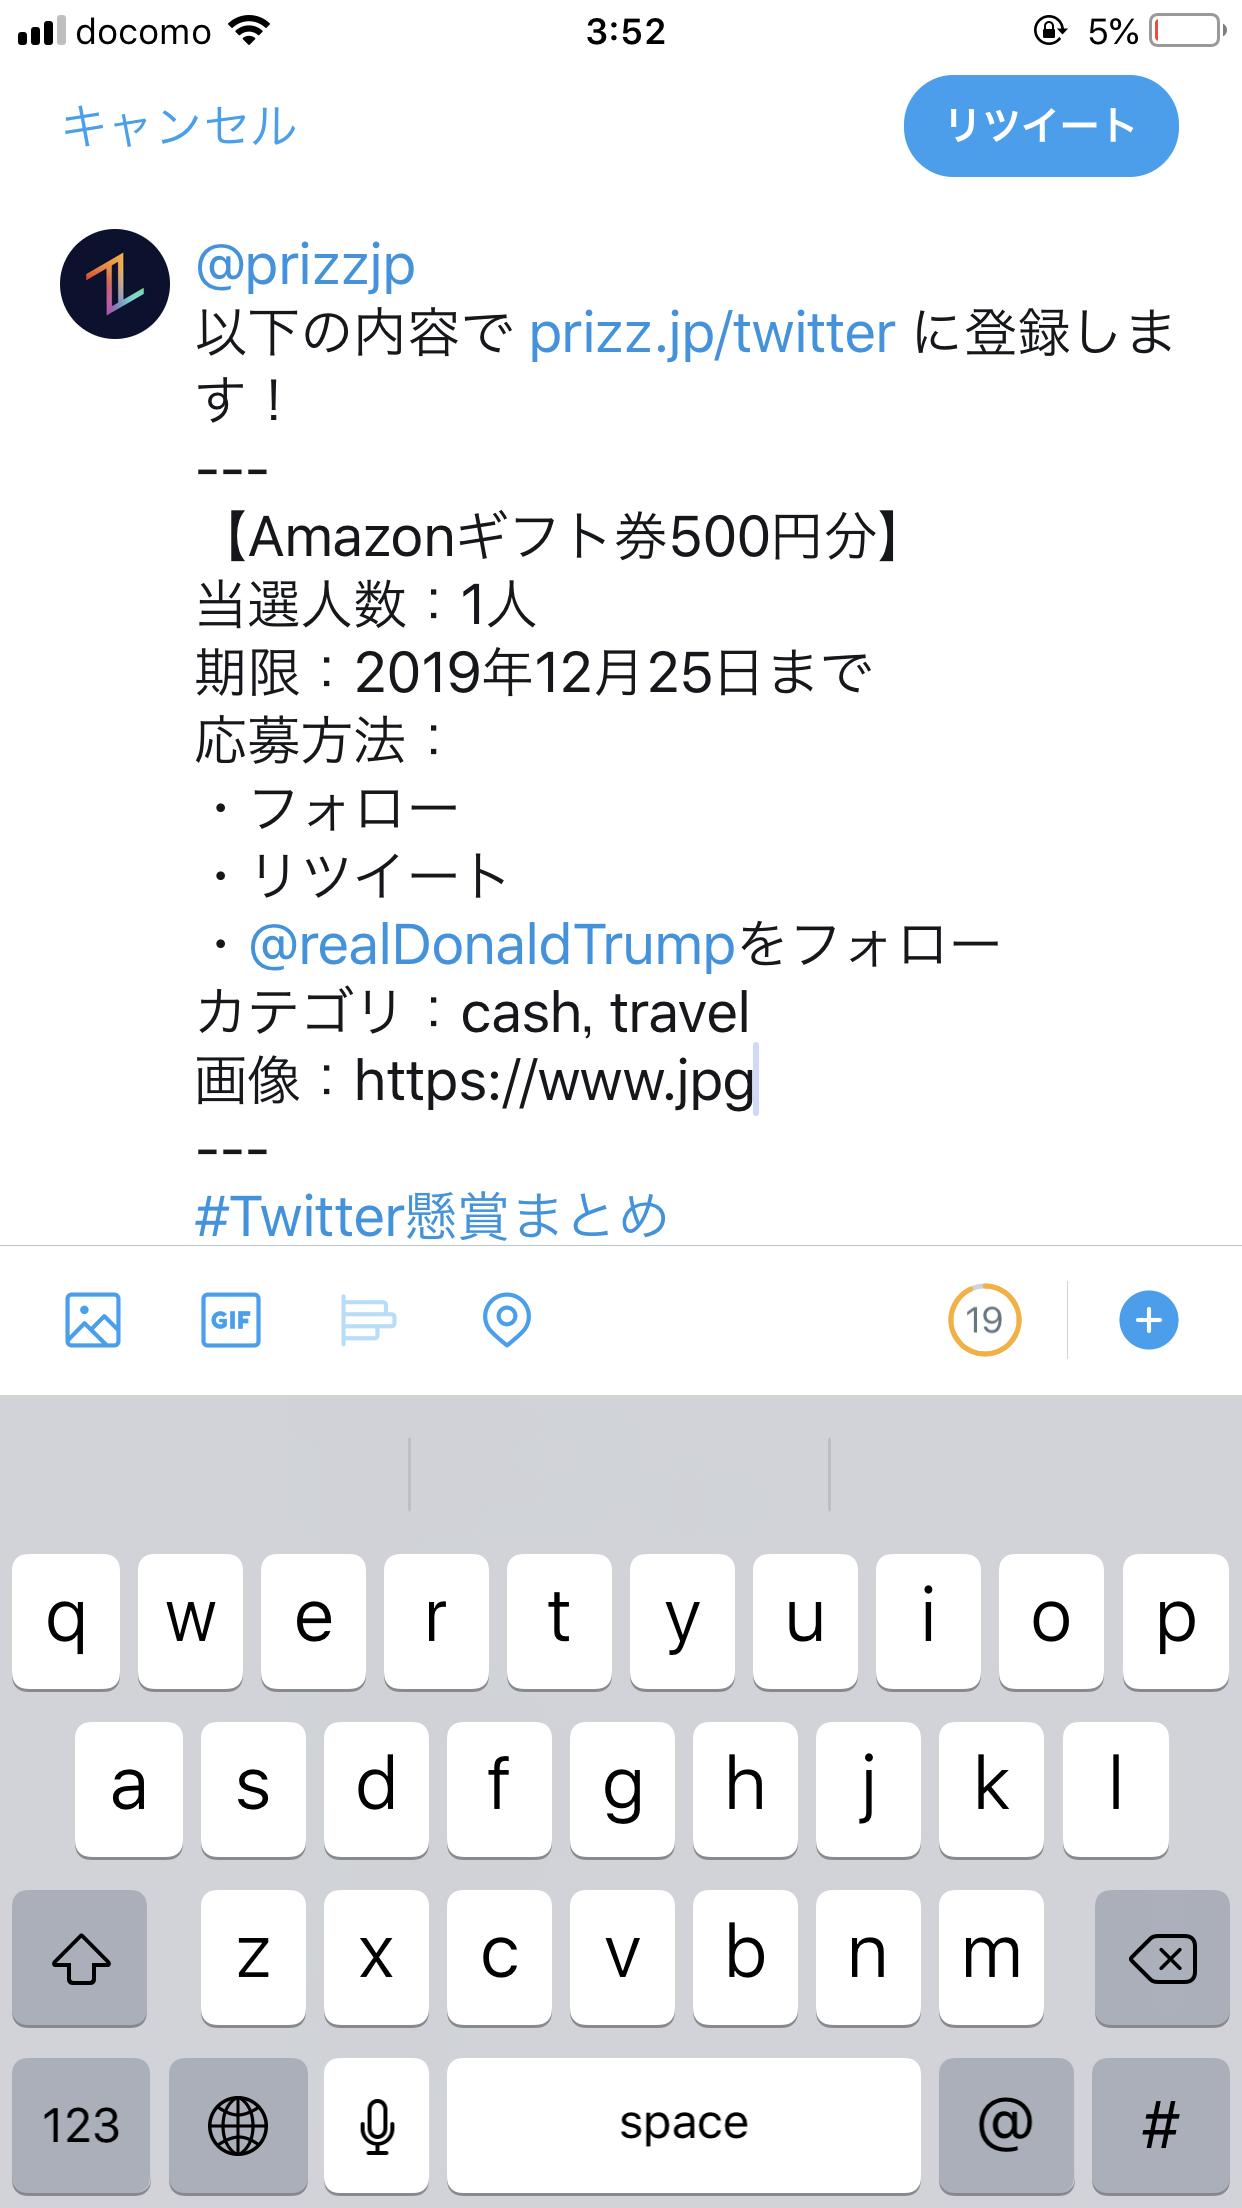 docomo 3:52 5%
キャンセル リツイート
@prizzjp
以下の内容で prizz.jp/twitter に登録しま
す！
---
【Amazonギフト券500円分】
当選人数：1人
期限：2019年12月25日まで
応募方法：
・フォロー
・リツイート
・@realDonaldTrumpをフォロー
カテゴリ：cash, travel
画像：https://www.jpg
---
#Twitter懸賞まとめ
GIF 19
q w e r t y u i o p
a s d f g h j k l
z x c v b n m
123 space @ #